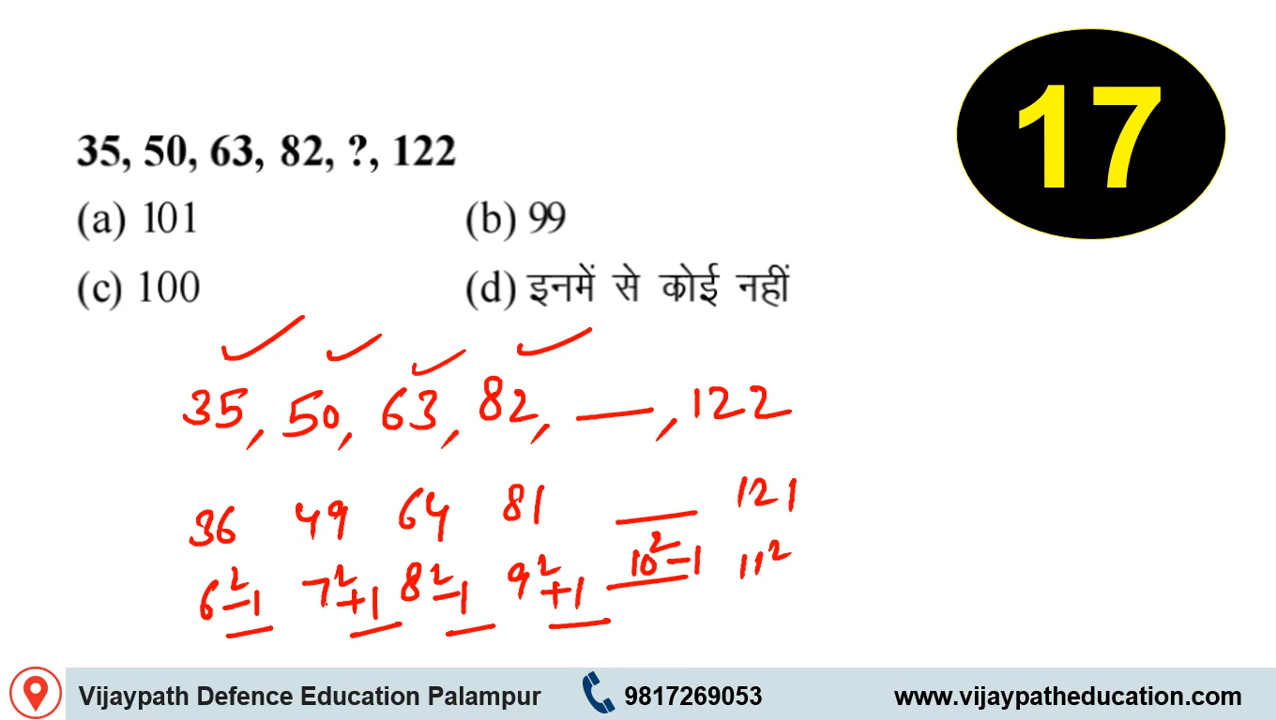 17
35, 50, 63, 82, ?, 122
(a) 101 (b) 99
(c) 100 (d) इनमें से कोई नहीं
35, 50, 63, 82, __, 122
36 49 64 81 __ 121
6²-1 7²+1 8²-1 9²+1 10²-1 11²
Vijaypath Defence Education Palampur 9817269053 www.vijaypatheducation.com